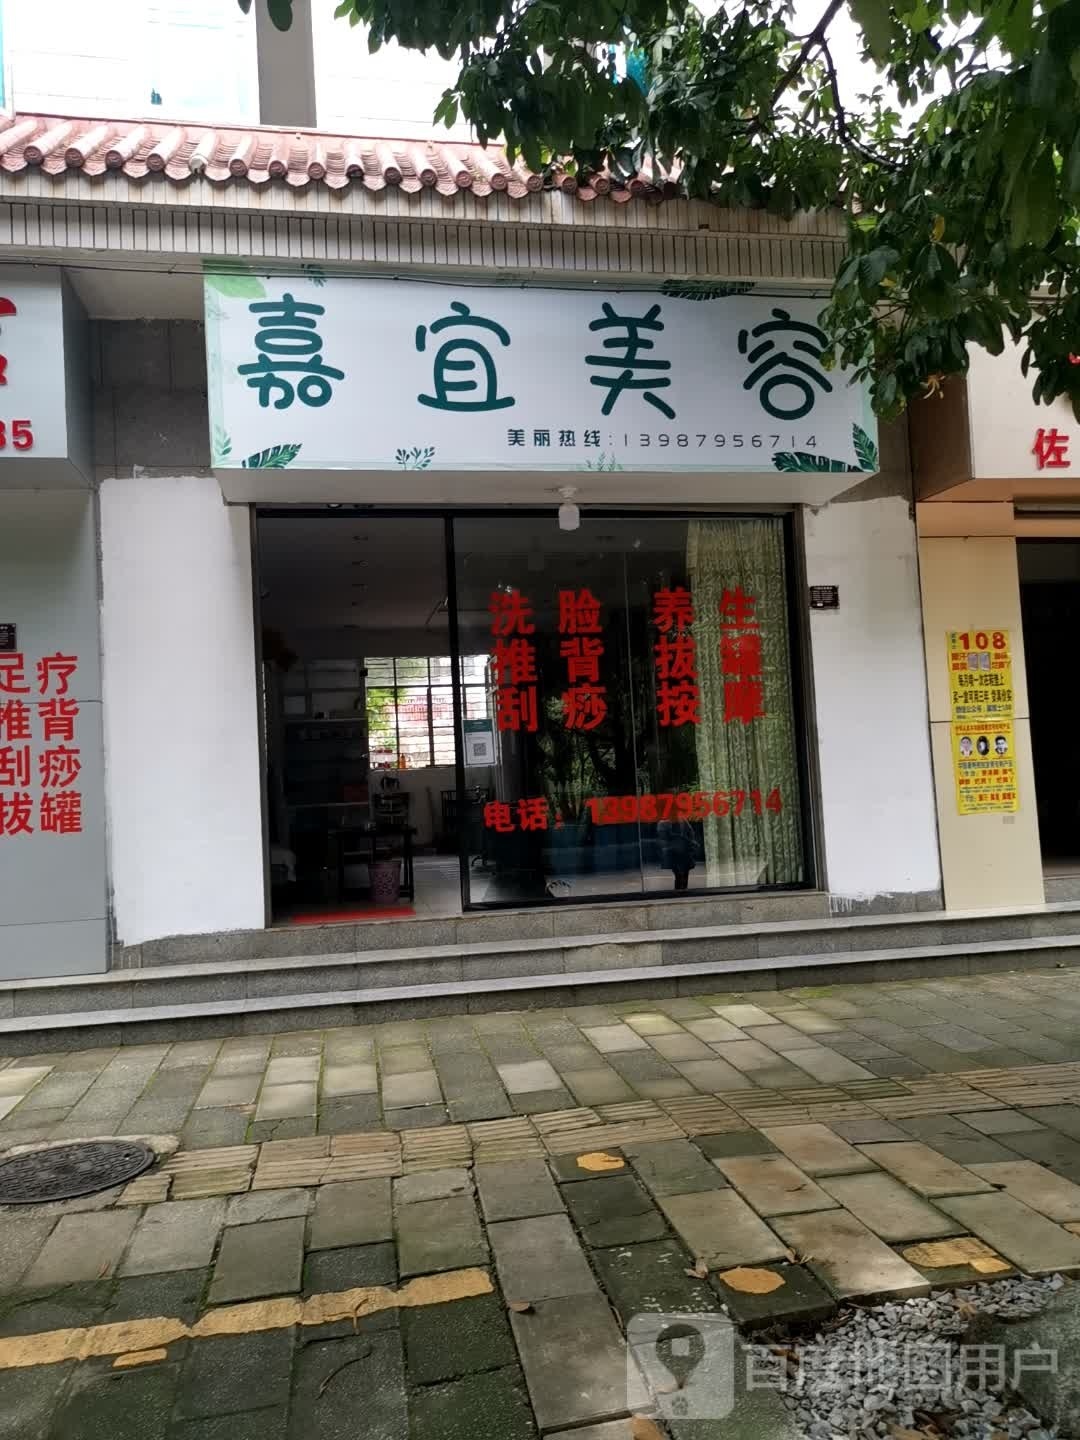 嘉宜美容
美丽热线:13987956714
洗脸 养生
推背 拔罐
刮痧 按摩
电话：13987956714
足疗
推背
刮痧
拔罐
35
佐
108
百度地图用户